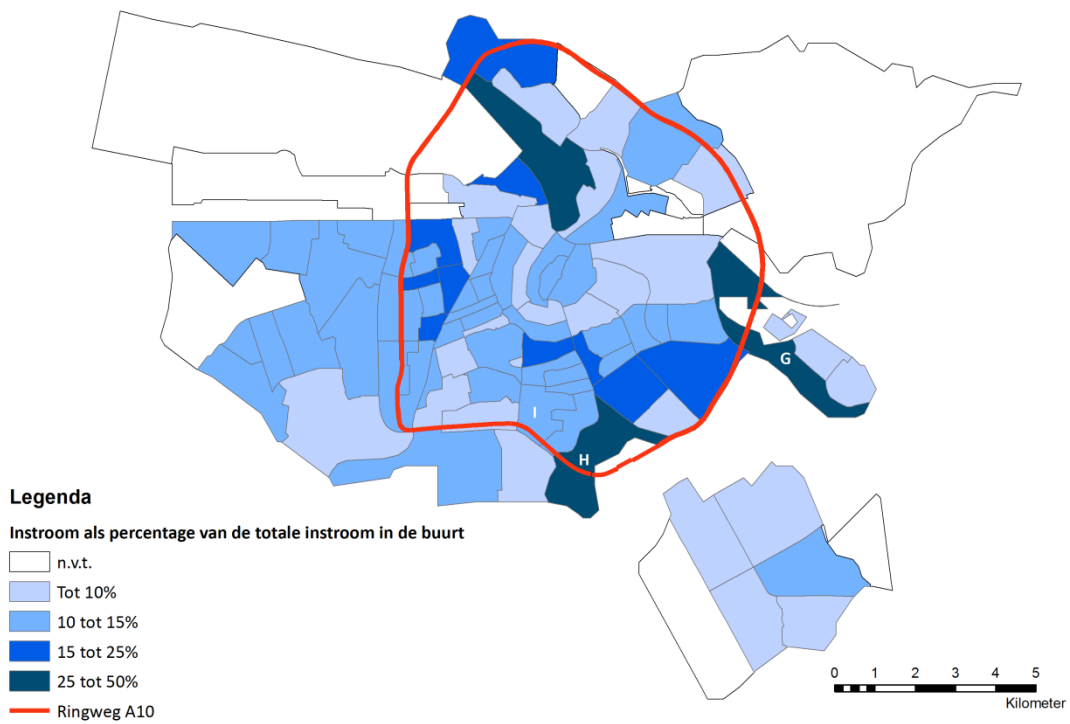 G
I
H
Legenda
Instroom als percentage van de totale instroom in de buurt
n.v.t.
Tot 10%
10 tot 15%
15 tot 25%
25 tot 50%
Ringweg A10
0 1 2 3 4 5
Kilometer